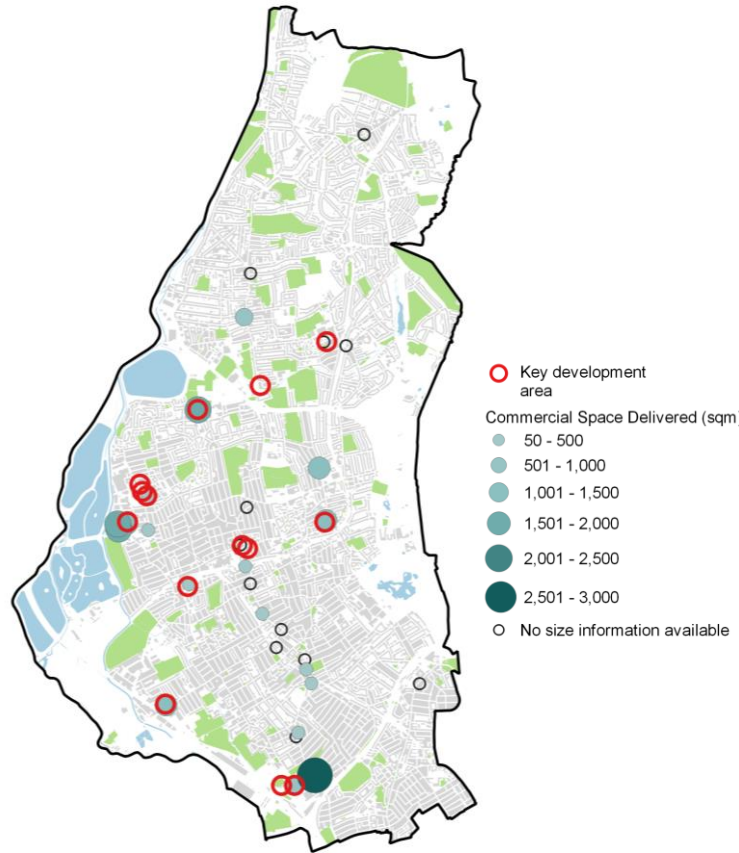 Key development
area
Commercial Space Delivered (sqm)
50 - 500
501 - 1,000
1,001 - 1,500
1,501 - 2,000
2,001 - 2,500
2,501 - 3,000
No size information available